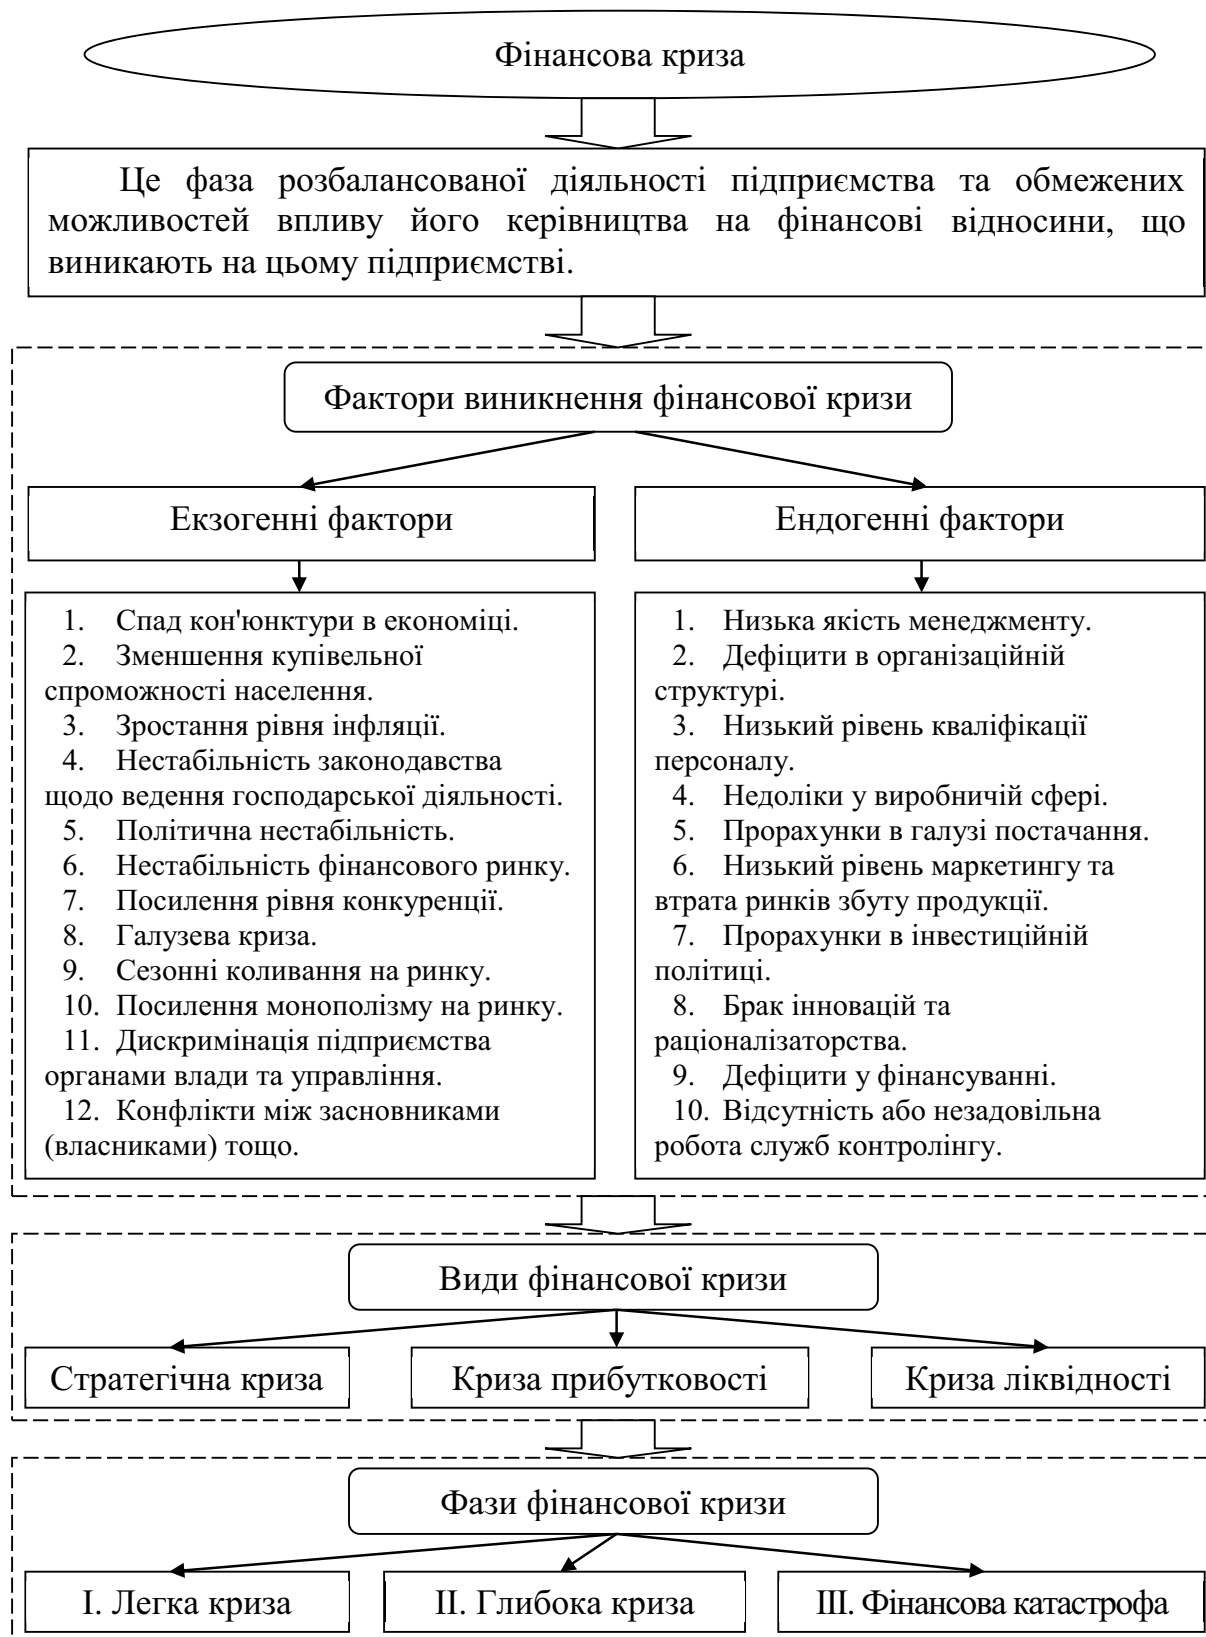 Фінансова криза
Це фаза розбалансованої діяльності підприємства та обмежених
можливостей впливу його керівництва на фінансові відносини, що
виникають на цьому підприємстві.
Фактори виникнення фінансової кризи
Екзогенні фактори
1. Спад кон'юнктури в економіці.
2. Зменшення купівельної
спроможності населення.
3. Зростання рівня інфляції.
4. Нестабільність законодавства
щодо ведення господарської діяльності.
5. Політична нестабільність.
6. Нестабільність фінансового ринку.
7. Посилення рівня конкуренції.
8. Галузева криза.
9. Сезонні коливання на ринку.
10. Посилення монополізму на ринку.
11. Дискримінація підприємства
органами влади та управління.
12. Конфлікти між засновниками
(власниками) тощо.
Ендогенні фактори
1. Низька якість менеджменту.
2. Дефіцити в організаційній
структурі.
3. Низький рівень кваліфікації
персоналу.
4. Недоліки у виробничій сфері.
5. Прорахунки в галузі постачання.
6. Низький рівень маркетингу та
втрата ринків збуту продукції.
7. Прорахунки в інвестиційній
політиці.
8. Брак інновацій та
раціоналізаторства.
9. Дефіцити у фінансуванні.
10. Відсутність або незадовільна
робота служб контролінгу.
Види фінансової кризи
Стратегічна криза
Криза прибутковості
Криза ліквідності
Фази фінансової кризи
І. Легка криза
ІІ. Глибока криза
ІІІ. Фінансова катастрофа